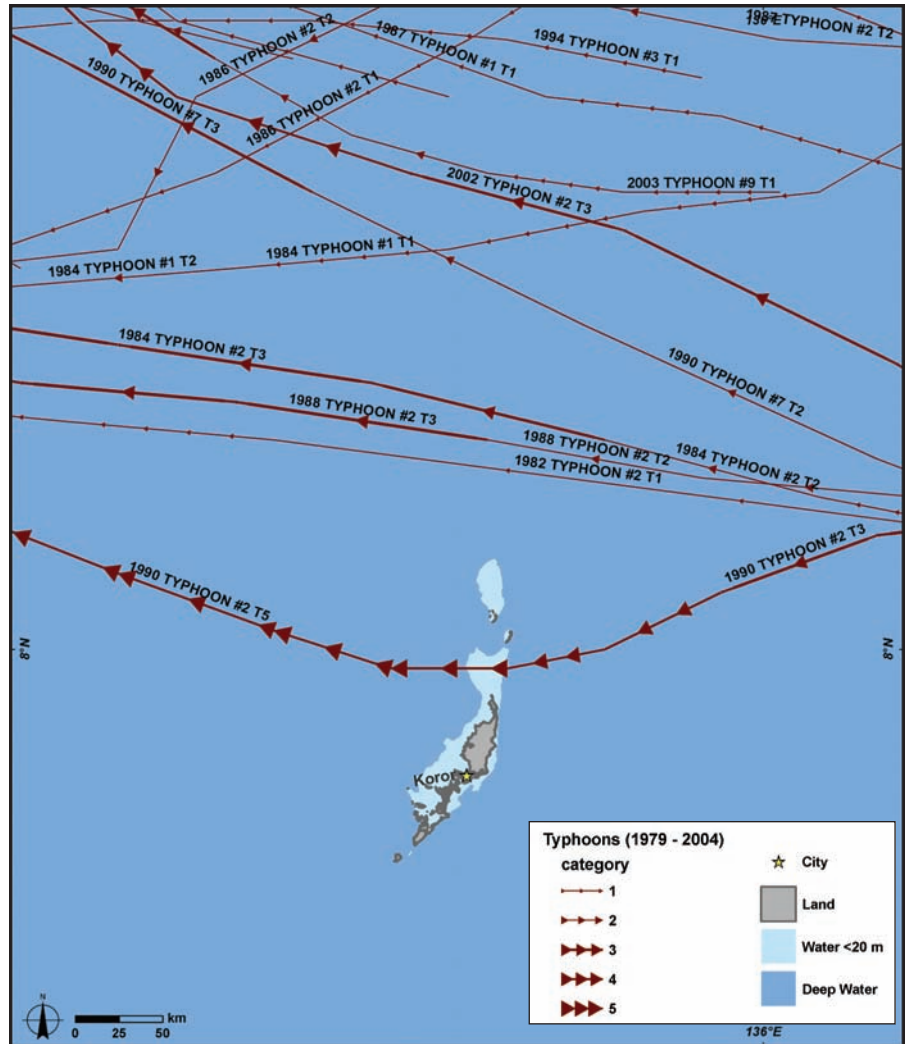 1987 TYPHOON #2 T2
1986 TYPHOON #2 T2
1987 TYPHOON #1 T1
1994 TYPHOON #3 T1
1990 TYPHOON #7 T3
1986 TYPHOON #2 T1
2002 TYPHOON #2 T3
2003 TYPHOON #9 T1
1984 TYPHOON #1 T1
1984 TYPHOON #1 T2
1984 TYPHOON #2 T3
1990 TYPHOON #7 T2
1988 TYPHOON #2 T3
1988 TYPHOON #2 T2
1984 TYPHOON #2 T2
1982 TYPHOON #2 T1
1990 TYPHOON #2 T3
1990 TYPHOON #2 T5
8°N
8°N
Koror
Typhoons (1979 - 2004)
category
1
2
3
4
5
City
Land
Water <20 m
Deep Water
N
km
0 25 50
136°E